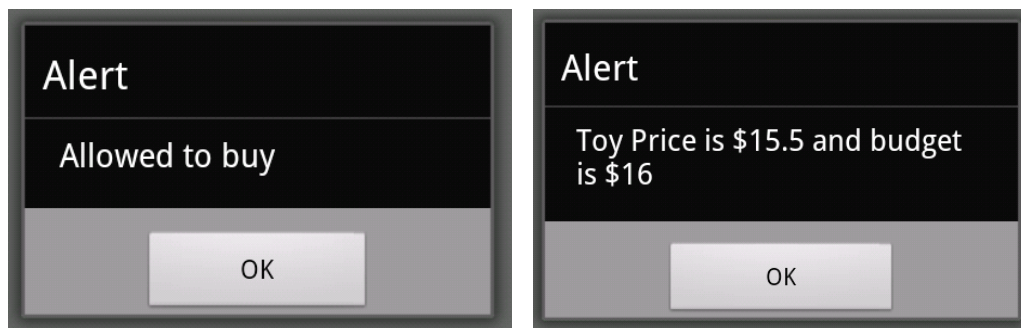 Alert
Allowed to buy
OK
Alert
Toy Price is $15.5 and budget
is $16
OK